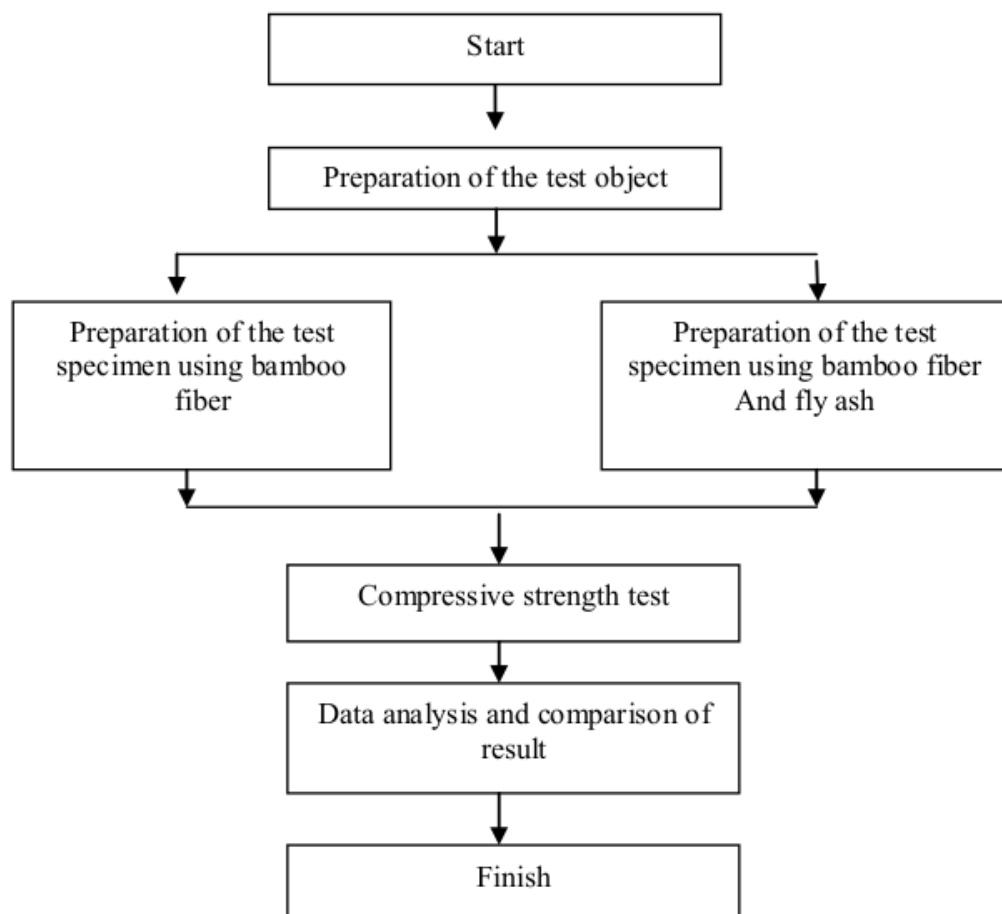 Start
Preparation of the test object
Preparation of the test
specimen using bamboo
fiber
Preparation of the test
specimen using bamboo fiber
And fly ash
Compressive strength test
Data analysis and comparison of
result
Finish